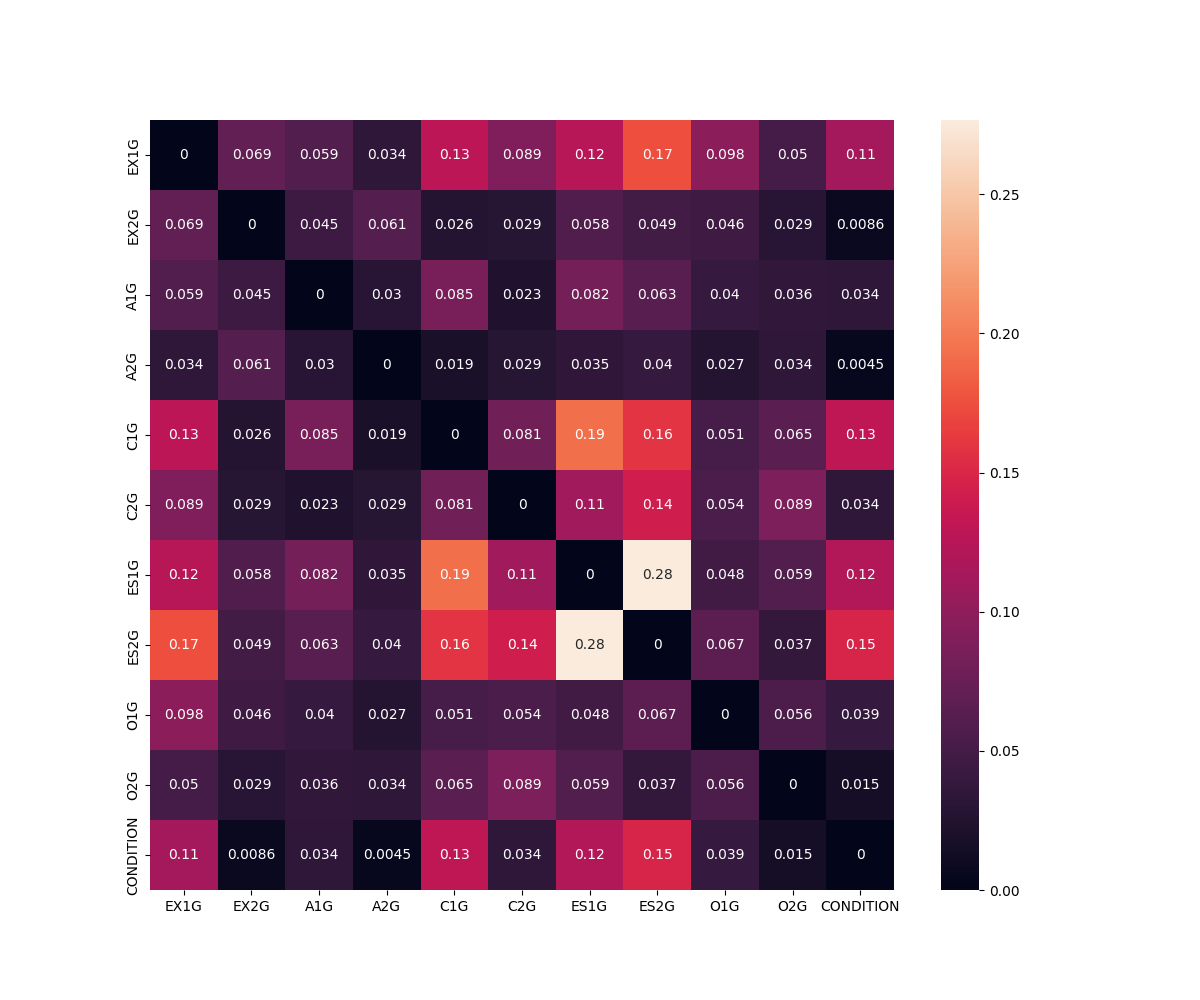 EX1G 0 0.069 0.059 0.034 0.13 0.089 0.12 0.17 0.098 0.05 0.11
EX2G 0.069 0 0.045 0.061 0.026 0.029 0.058 0.049 0.046 0.029 0.0086
A1G 0.059 0.045 0 0.03 0.085 0.023 0.082 0.063 0.04 0.036 0.034
A2G 0.034 0.061 0.03 0 0.019 0.029 0.035 0.04 0.027 0.034 0.0045
C1G 0.13 0.026 0.085 0.019 0 0.081 0.19 0.16 0.051 0.065 0.13
C2G 0.089 0.029 0.023 0.029 0.081 0 0.11 0.14 0.054 0.089 0.034
ES1G 0.12 0.058 0.082 0.035 0.19 0.11 0 0.28 0.048 0.059 0.12
ES2G 0.17 0.049 0.063 0.04 0.16 0.14 0.28 0 0.067 0.037 0.15
O1G 0.098 0.046 0.04 0.027 0.051 0.054 0.048 0.067 0 0.056 0.039
O2G 0.05 0.029 0.036 0.034 0.065 0.089 0.059 0.037 0.056 0 0.015
CONDITION 0.11 0.0086 0.034 0.0045 0.13 0.034 0.12 0.15 0.039 0.015 0
EX1G EX2G A1G A2G C1G C2G ES1G ES2G O1G O2G CONDITION
0.25
0.20
0.15
0.10
0.05
0.00